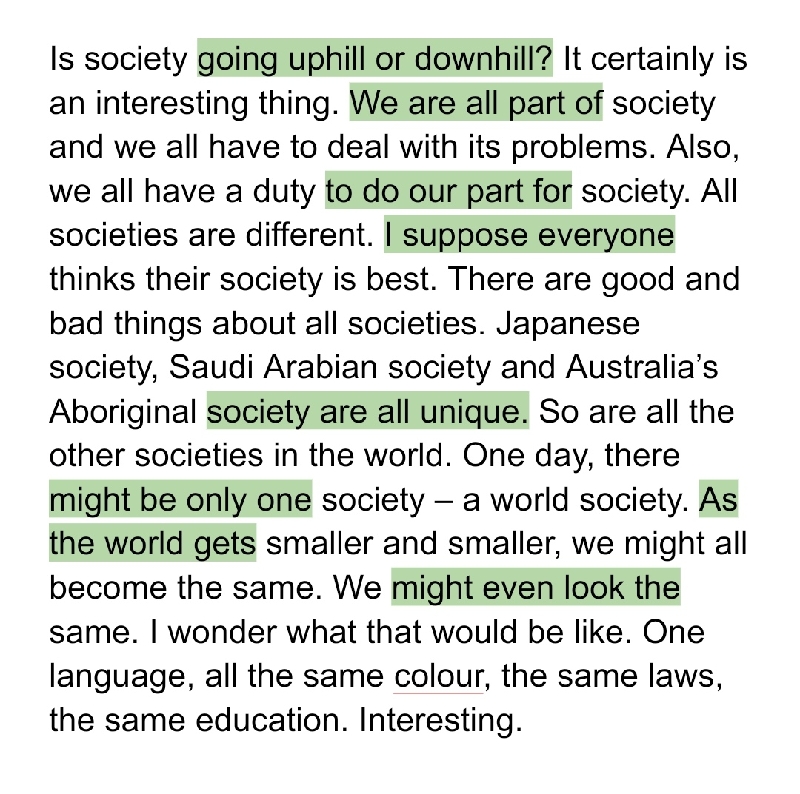 Is society going uphill or downhill? It certainly is
an interesting thing. We are all part of society
and we all have to deal with its problems. Also,
we all have a duty to do our part for society. All
societies are different. I suppose everyone
thinks their society is best. There are good and
bad things about all societies. Japanese
society, Saudi Arabian society and Australia’s
Aboriginal society are all unique. So are all the
other societies in the world. One day, there
might be only one society – a world society. As
the world gets smaller and smaller, we might all
become the same. We might even look the
same. I wonder what that would be like. One
language, all the same colour, the same laws,
the same education. Interesting.